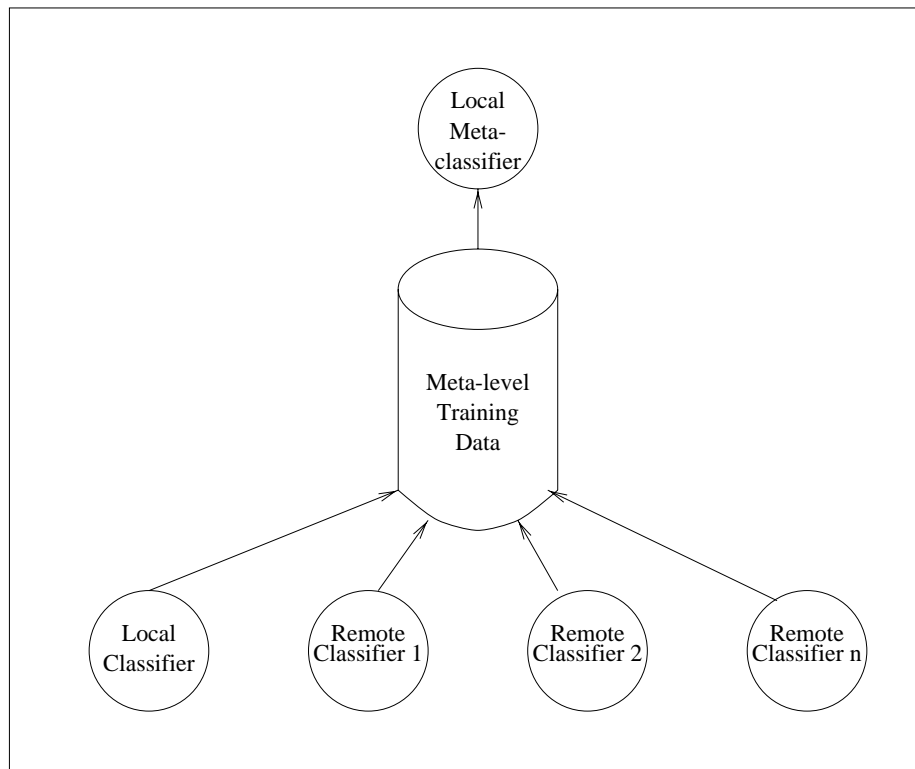 Local
Meta-
classifier
Meta-level
Training
Data
Local
Classifier
Remote
Classifier 1
Remote
Classifier 2
Remote
Classifier n